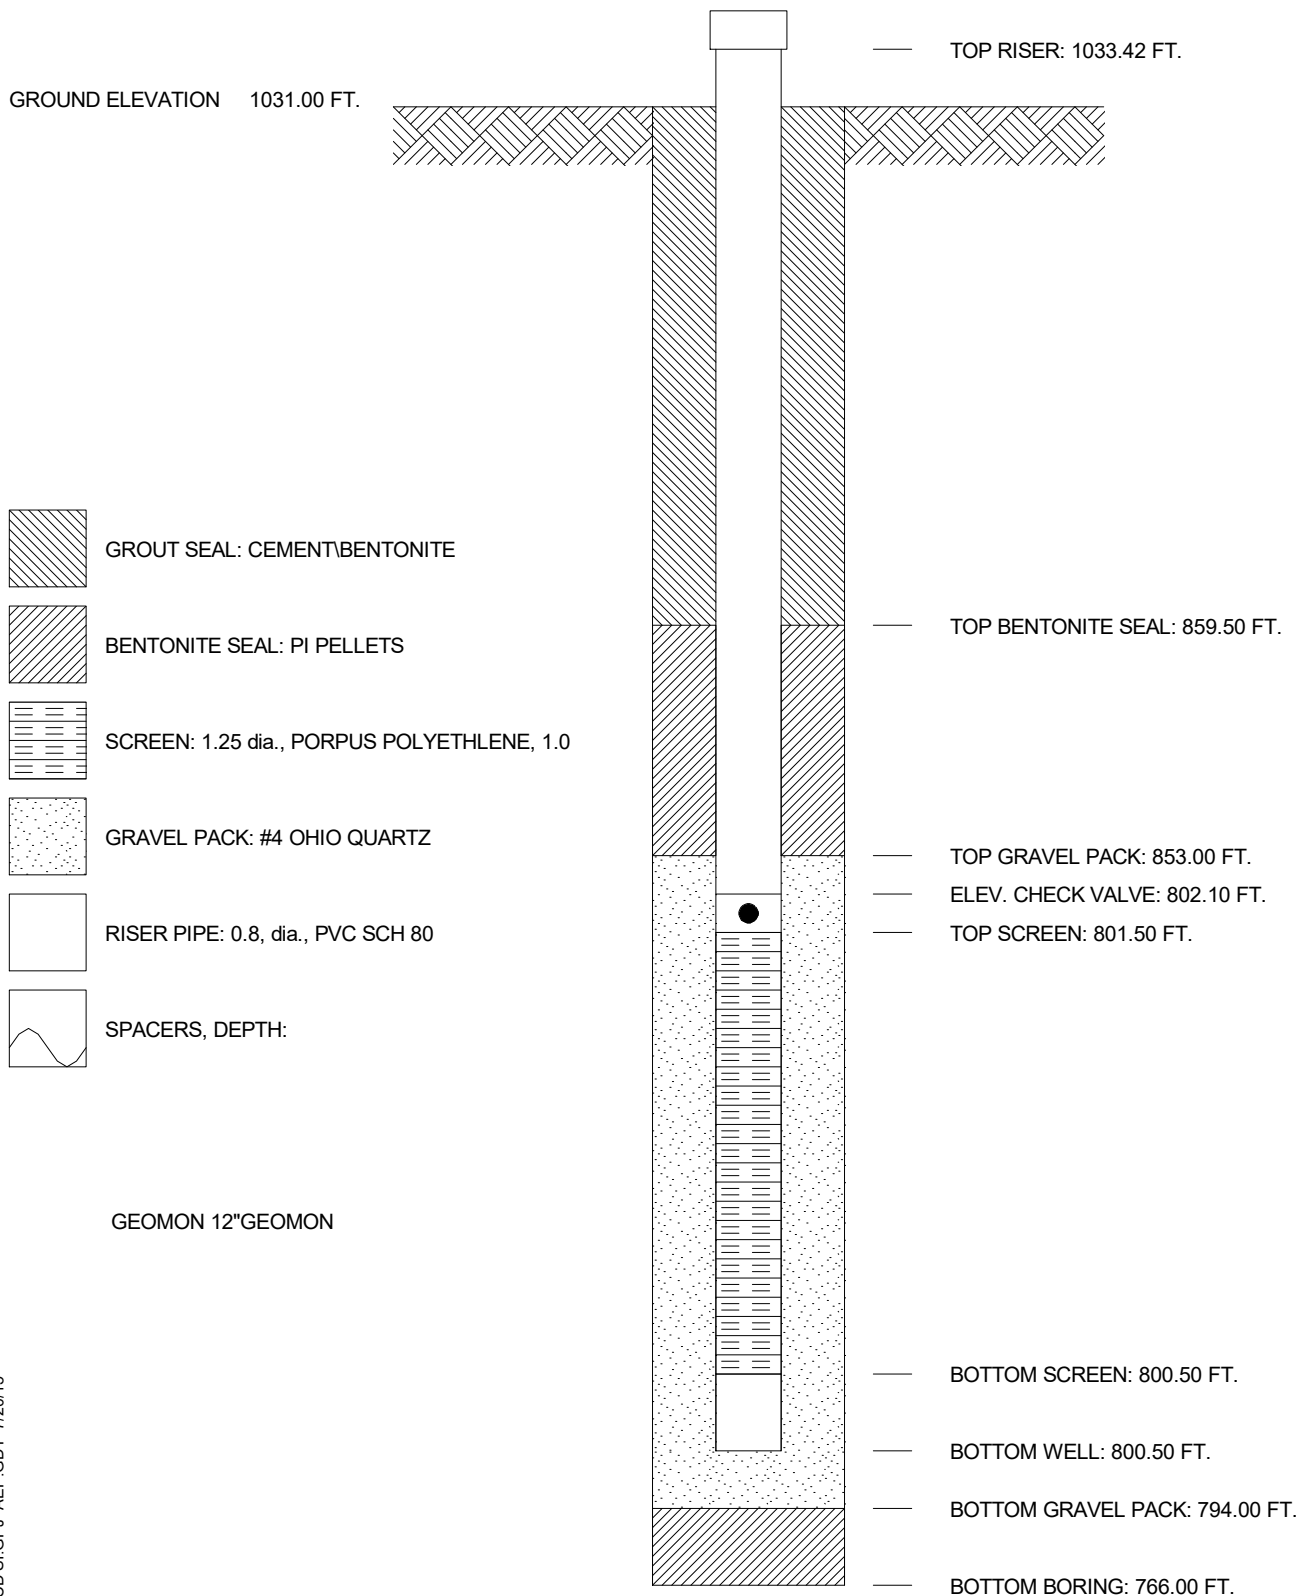 TOP RISER: 1033.42 FT.
GROUND ELEVATION 1031.00 FT.
GROUT SEAL: CEMENT\BENTONITE
TOP BENTONITE SEAL: 859.50 FT.
BENTONITE SEAL: PI PELLETS
SCREEN: 1.25 dia., PORPUS POLYETHLENE, 1.0
GRAVEL PACK: #4 OHIO QUARTZ
TOP GRAVEL PACK: 853.00 FT.
ELEV. CHECK VALVE: 802.10 FT.
RISER PIPE: 0.8, dia., PVC SCH 80
TOP SCREEN: 801.50 FT.
SPACERS, DEPTH:
GEOMON 12"GEOMON
BOTTOM SCREEN: 800.50 FT.
BOTTOM WELL: 800.50 FT.
BOTTOM GRAVEL PACK: 794.00 FT.
BOTTOM BORING: 766.00 FT.